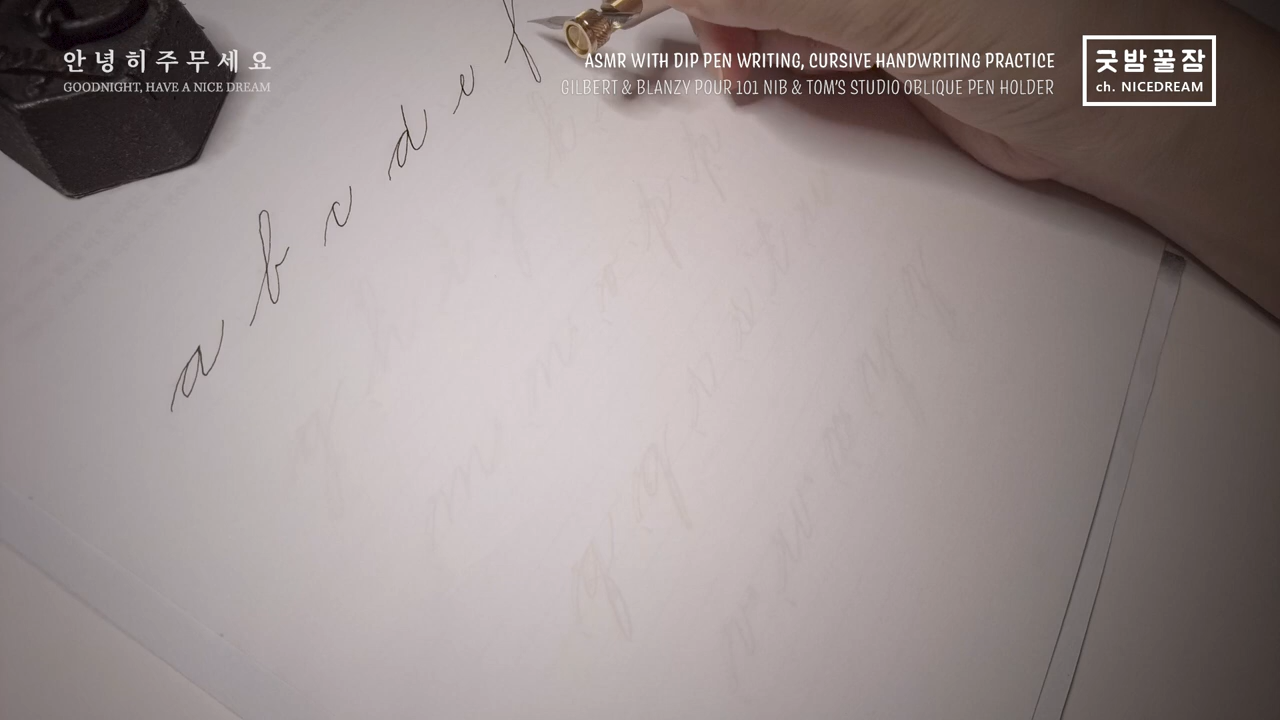 안녕히주무세요
GOODNIGHT, HAVE A NICE DREAM
ASMR WITH DIP PEN WRITING, CURSIVE HANDWRITING PRACTICE
GILBERT & BLANZY POUR 101 NIB & TOM'S STUDIO OBLIQUE PEN HOLDER
굿밤꿀잠
ch. NICEDREAM
a b c d e f